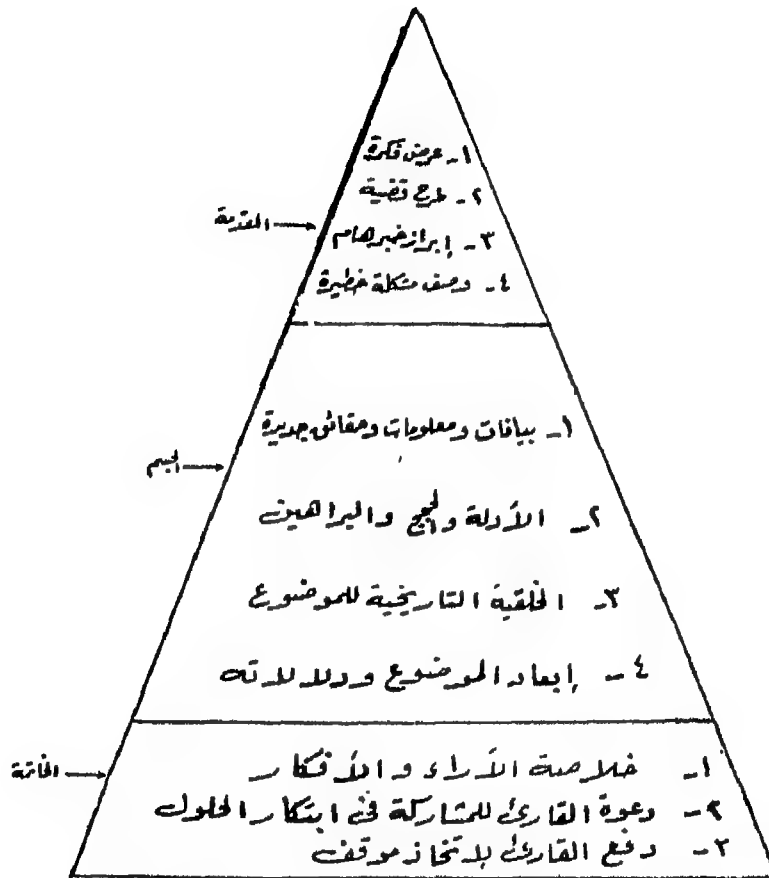 ١- عرض فكرة
٢- طرح قضية
المقدمة
٣- إبراز خبر هام
٤- وصف مشكلة خطيرة
١- بيانات ومعلومات وحقائق جديدة
الجسم
٢- الأدلة والحجج والبراهين
٣- الخلفية التاريخية للموضوع
٤- إبعاد الموضوع ودلالاته
الخاتمة
١- خلاصة الآراء والأفكار
٢- دعوة القارئ للمشاركة فى ابتكار الحلول
٣- دفع القارئ لاتخاذ موقف